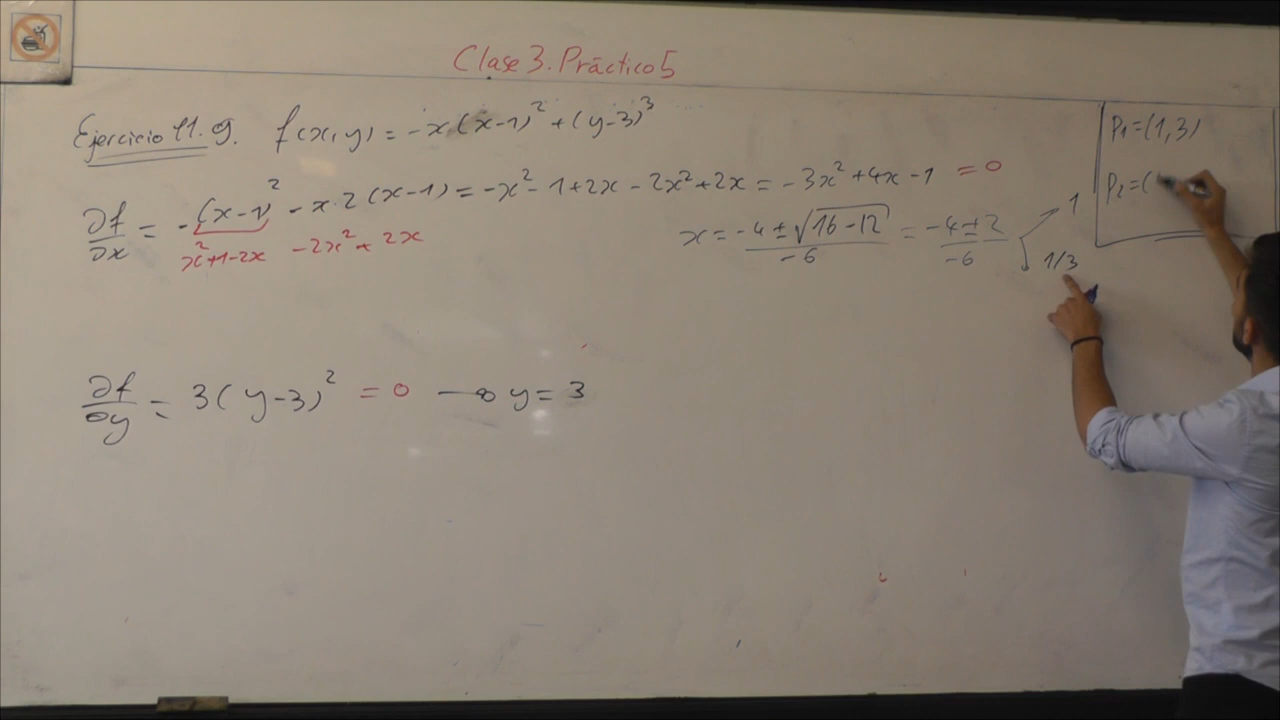 Clase 3. Práctico 5
Ejercicio 11.g. f(x,y) = -x(x-1)² + (y-3)³
∂f/∂x = -(x-1)² - x·2(x-1) = -x² - 1 + 2x - 2x² + 2x = -3x² + 4x - 1 = 0
x² + 1 - 2x - 2x² + 2x
x = -4 ± √16-12 / -6 = -4 ± 2 / -6
1
1/3
P1 = (1, 3)
P2 = (
∂f/∂y = 3(y-3)² = 0 → y = 3